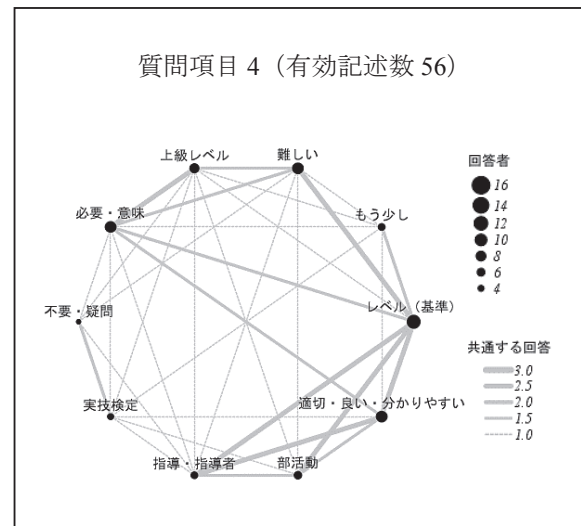 質問項目 4（有効記述数 56）
上級レベル
難しい
必要・意味
もう少し
不要・疑問
レベル（基準）
実技検定
適切・良い・分かりやすい
指導・指導者
部活動
回答者
16
14
12
10
8
6
4
共通する回答
3.0
2.5
2.0
1.5
1.0